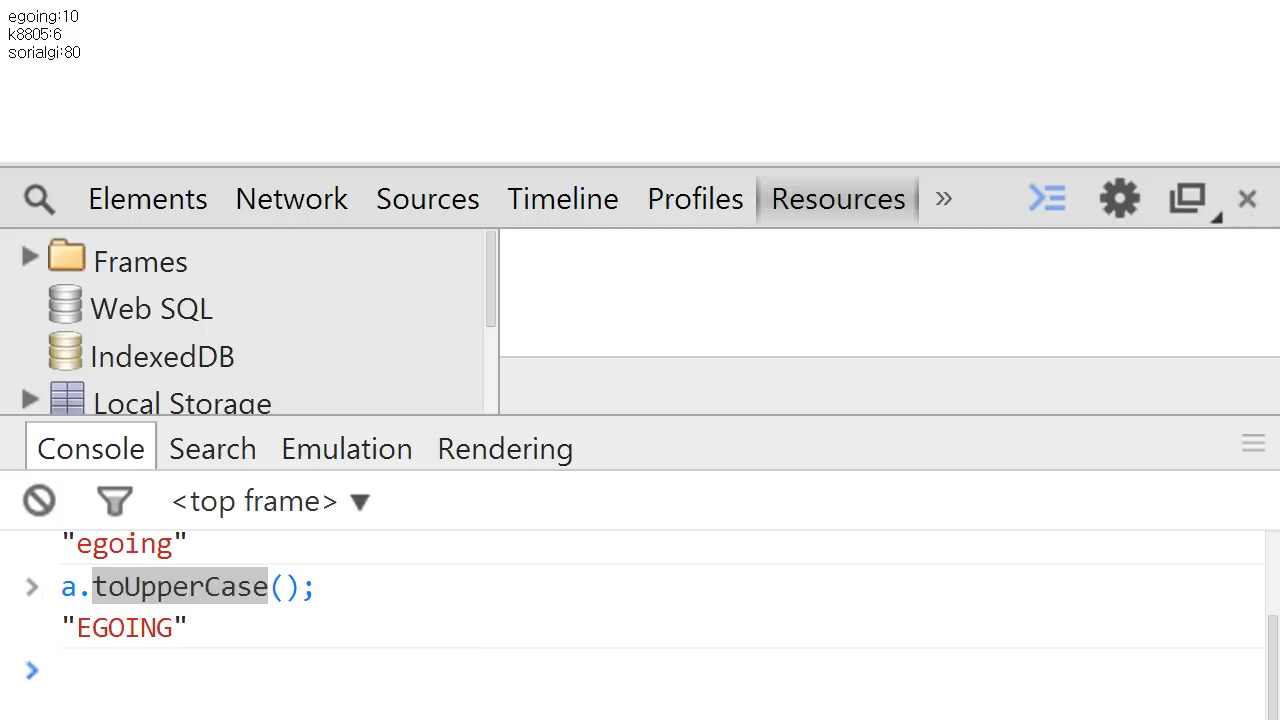 egoing:10
k8805:6
sorialgi:80
Elements Network Sources Timeline Profiles Resources »
Frames
Web SQL
IndexedDB
Local Storage
Console Search Emulation Rendering
<top frame> ▼
"egoing"
> a.toUpperCase();
"EGOING"
>